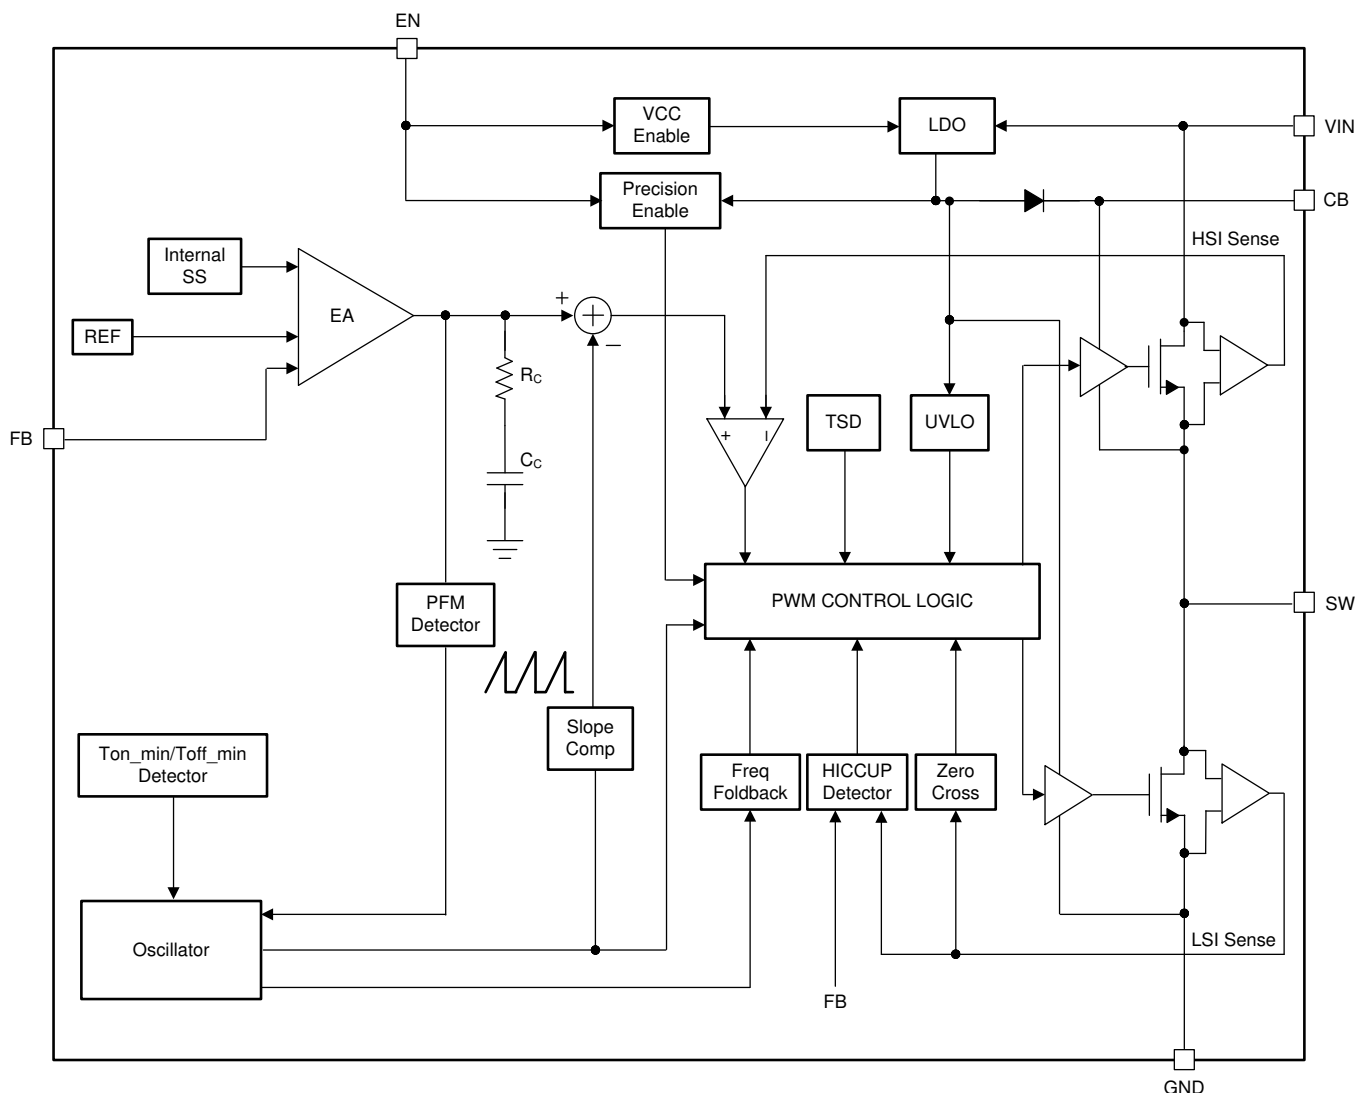 EN
VCC
Enable
LDO
VIN
Precision
Enable
CB
HSI Sense
Internal
SS
EA
+
+
−
REF
RC
FB
TSD
UVLO
+
−
CC
PWM CONTROL LOGIC
SW
PFM
Detector
Slope
Comp
Ton_min/Toff_min
Detector
Freq
Foldback
HICCUP
Detector
Zero
Cross
Oscillator
LSI Sense
FB
GND